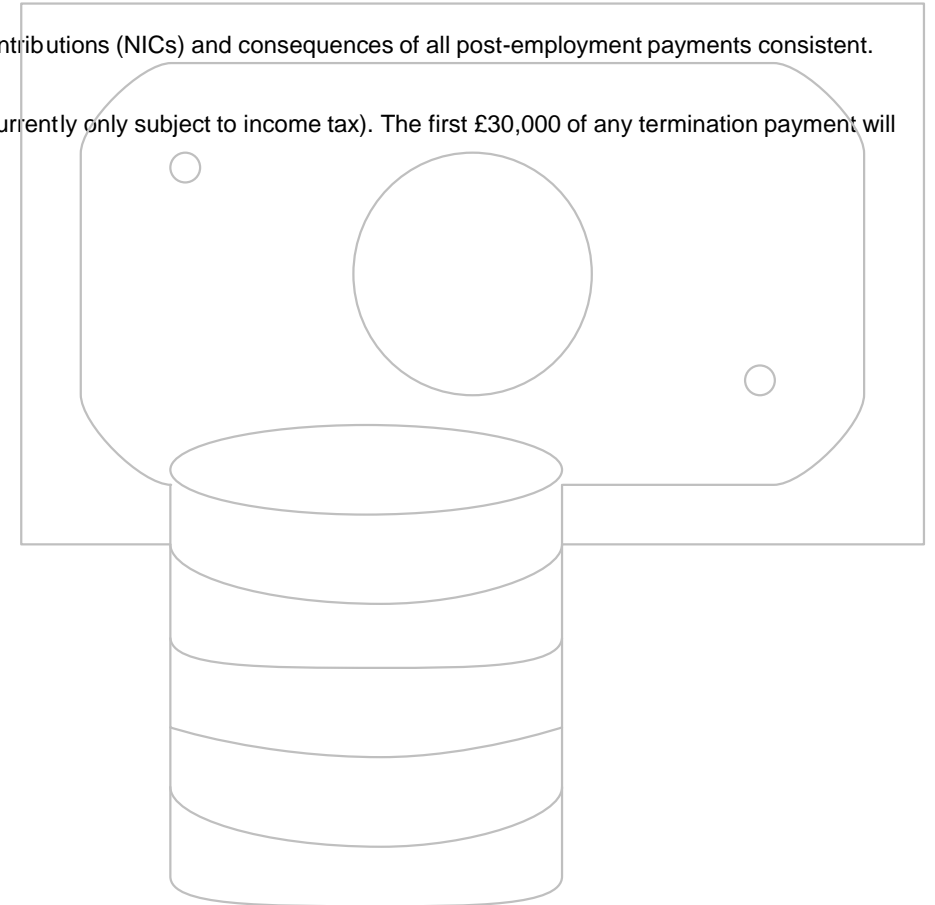 ntributions (NICs) and consequences of all post-employment payments consistent.
urrently only subject to income tax). The first £30,000 of any termination payment will